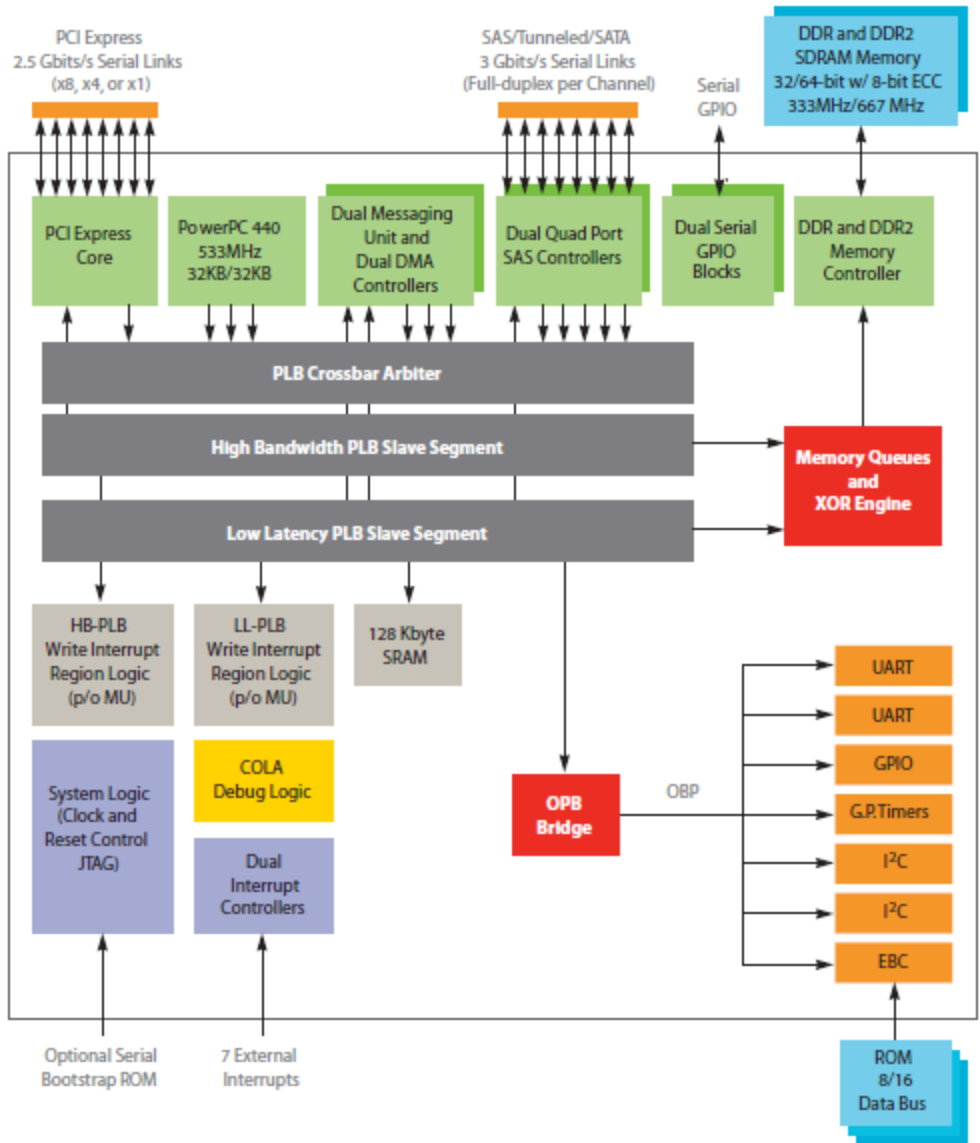 PCI Express
2.5 Gbits/s Serial Links
(x8, x4, or x1)
SAS/Tunneled/SATA
3 Gbits/s Serial Links
(Full-duplex per Channel)
Serial
GPIO
DDR and DDR2
SDRAM Memory
32/64-bit w/ 8-bit ECC
333MHz/667 MHz
PCI Express
Core
PowerPC 440
533MHz
32KB/32KB
Dual Messaging
Unit and
Dual DMA
Controllers
Dual Quad Port
SAS Controllers
Dual Serial
GPIO
Blocks
DDR and DDR2
Memory
Controller
PLB Crossbar Arbiter
High Bandwidth PLB Slave Segment
Low Latency PLB Slave Segment
Memory Queues
and
XOR Engine
HB-PLB
Write Interrupt
Region Logic
(p/o MU)
LL-PLB
Write Interrupt
Region Logic
(p/o MU)
128 Kbyte
SRAM
System Logic
(Clock and
Reset Control
JTAG)
COLA
Debug Logic
Dual
Interrupt
Controllers
OPB
Bridge
OBP
UART
UART
GPIO
G.P.Timers
I²C
I²C
EBC
Optional Serial
Bootstrap ROM
7 External
Interrupts
ROM
8/16
Data Bus